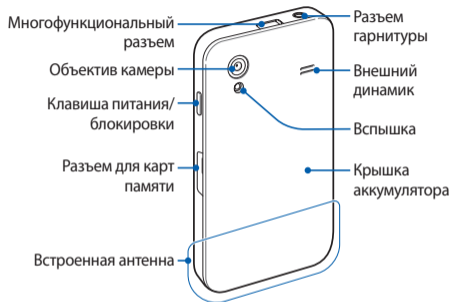 Многофункциональный
разъем
Объектив камеры
Клавиша питания/
блокировки
Разъем для карт
памяти
Встроенная антенна
Разъем
гарнитуры
Внешний
динамик
Вспышка
Крышка
аккумулятора